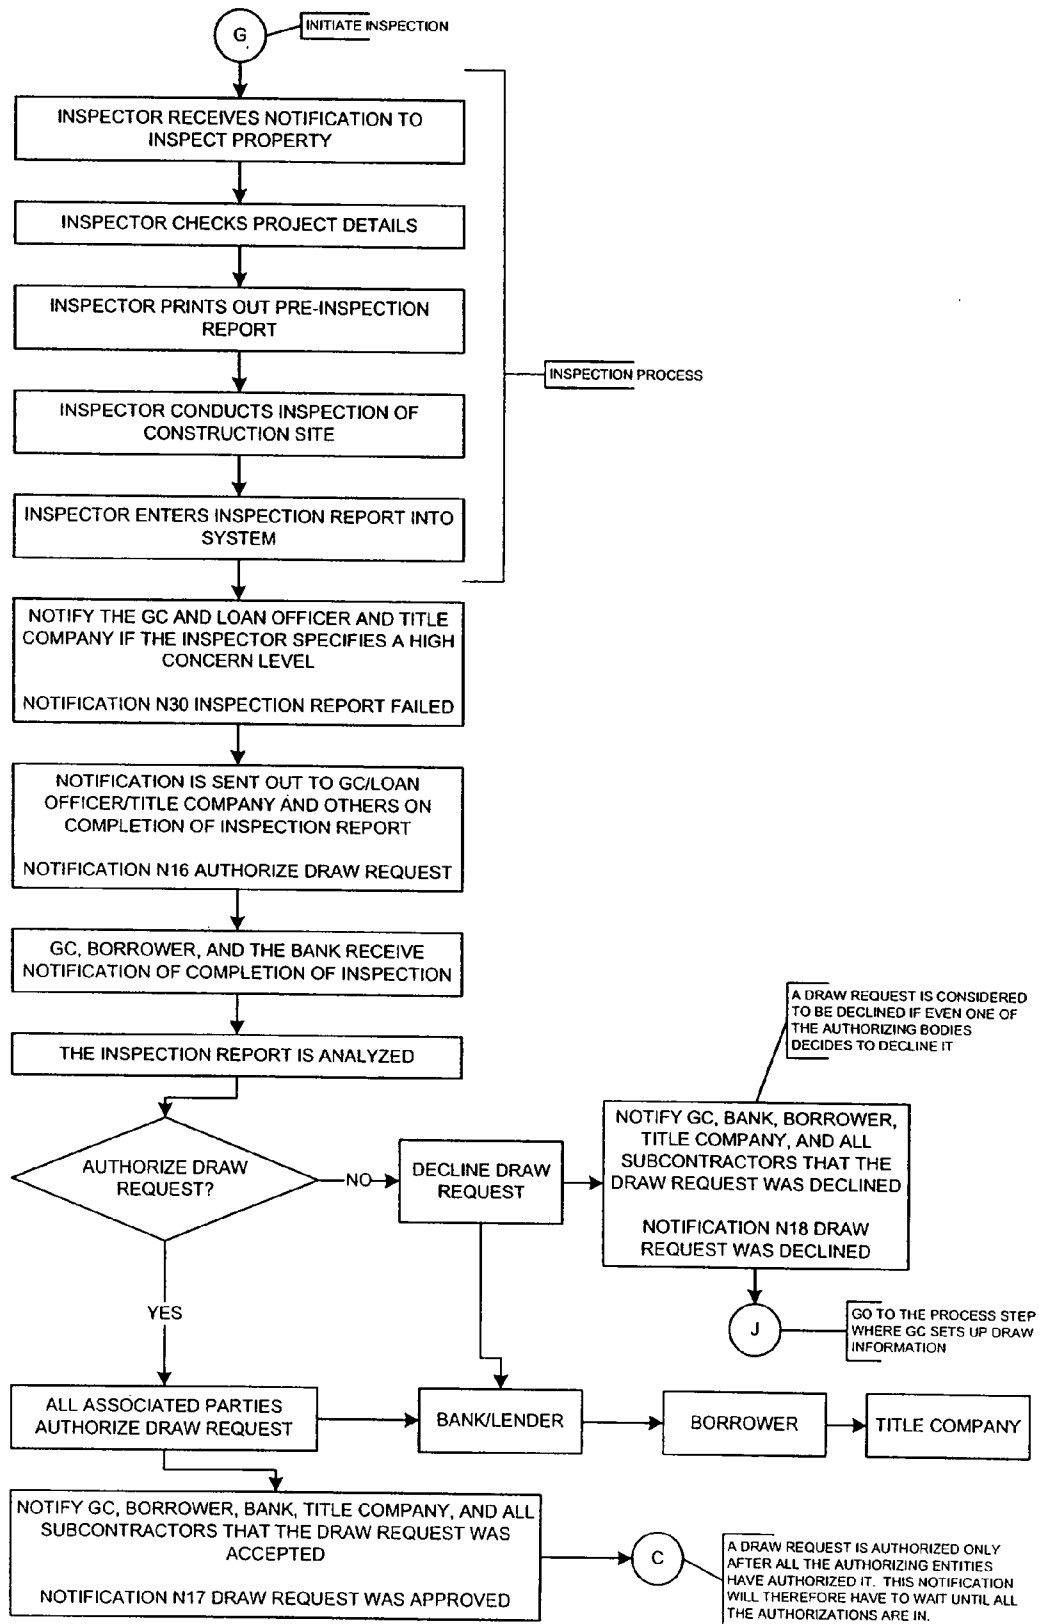 G
INITIATE INSPECTION
INSPECTOR RECEIVES NOTIFICATION TO
INSPECT PROPERTY
INSPECTOR CHECKS PROJECT DETAILS
INSPECTOR PRINTS OUT PRE-INSPECTION
REPORT
INSPECTION PROCESS
INSPECTOR CONDUCTS INSPECTION OF
CONSTRUCTION SITE
INSPECTOR ENTERS INSPECTION REPORT INTO
SYSTEM
NOTIFY THE GC AND LOAN OFFICER AND TITLE
COMPANY IF THE INSPECTOR SPECIFIES A HIGH
CONCERN LEVEL
NOTIFICATION N30 INSPECTION REPORT FAILED
NOTIFICATION IS SENT OUT TO GC/LOAN
OFFICER/TITLE COMPANY AND OTHERS ON
COMPLETION OF INSPECTION REPORT
NOTIFICATION N16 AUTHORIZE DRAW REQUEST
GC, BORROWER, AND THE BANK RECEIVE
NOTIFICATION OF COMPLETION OF INSPECTION
THE INSPECTION REPORT IS ANALYZED
A DRAW REQUEST IS CONSIDERED
TO BE DECLINED IF EVEN ONE OF
THE AUTHORIZING BODIES
DECIDES TO DECLINE IT
AUTHORIZE DRAW
REQUEST?
NO
DECLINE DRAW
REQUEST
NOTIFY GC, BANK, BORROWER,
TITLE COMPANY, AND ALL
SUBCONTRACTORS THAT THE
DRAW REQUEST WAS DECLINED
NOTIFICATION N18 DRAW
REQUEST WAS DECLINED
YES
J
GO TO THE PROCESS STEP
WHERE GC SETS UP DRAW
INFORMATION
ALL ASSOCIATED PARTIES
AUTHORIZE DRAW REQUEST
BANK/LENDER
BORROWER
TITLE COMPANY
NOTIFY GC, BORROWER, BANK, TITLE COMPANY, AND ALL
SUBCONTRACTORS THAT THE DRAW REQUEST WAS
ACCEPTED
NOTIFICATION N17 DRAW REQUEST WAS APPROVED
C
A DRAW REQUEST IS AUTHORIZED ONLY
AFTER ALL THE AUTHORIZING ENTITIES
HAVE AUTHORIZED IT. THIS NOTIFICATION
WILL THEREFORE HAVE TO WAIT UNTIL ALL
THE AUTHORIZATIONS ARE IN.